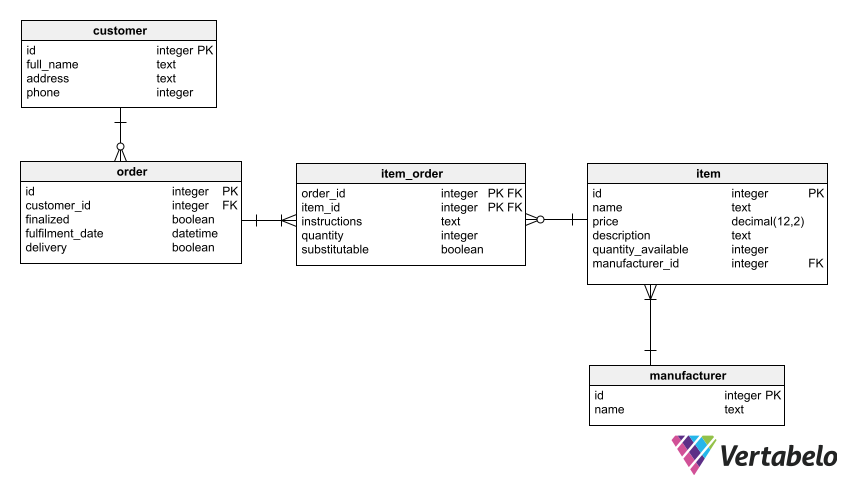 customer
id integer PK
full_name text
address text
phone integer
order
id integer PK
customer_id integer FK
finalized boolean
fulfilment_date datetime
delivery boolean
item_order
order_id integer PK FK
item_id integer PK FK
instructions text
quantity integer
substitutable boolean
item
id integer PK
name text
price decimal(12,2)
description text
quantity_available integer
manufacturer_id integer FK
manufacturer
id integer PK
name text
Vertabelo